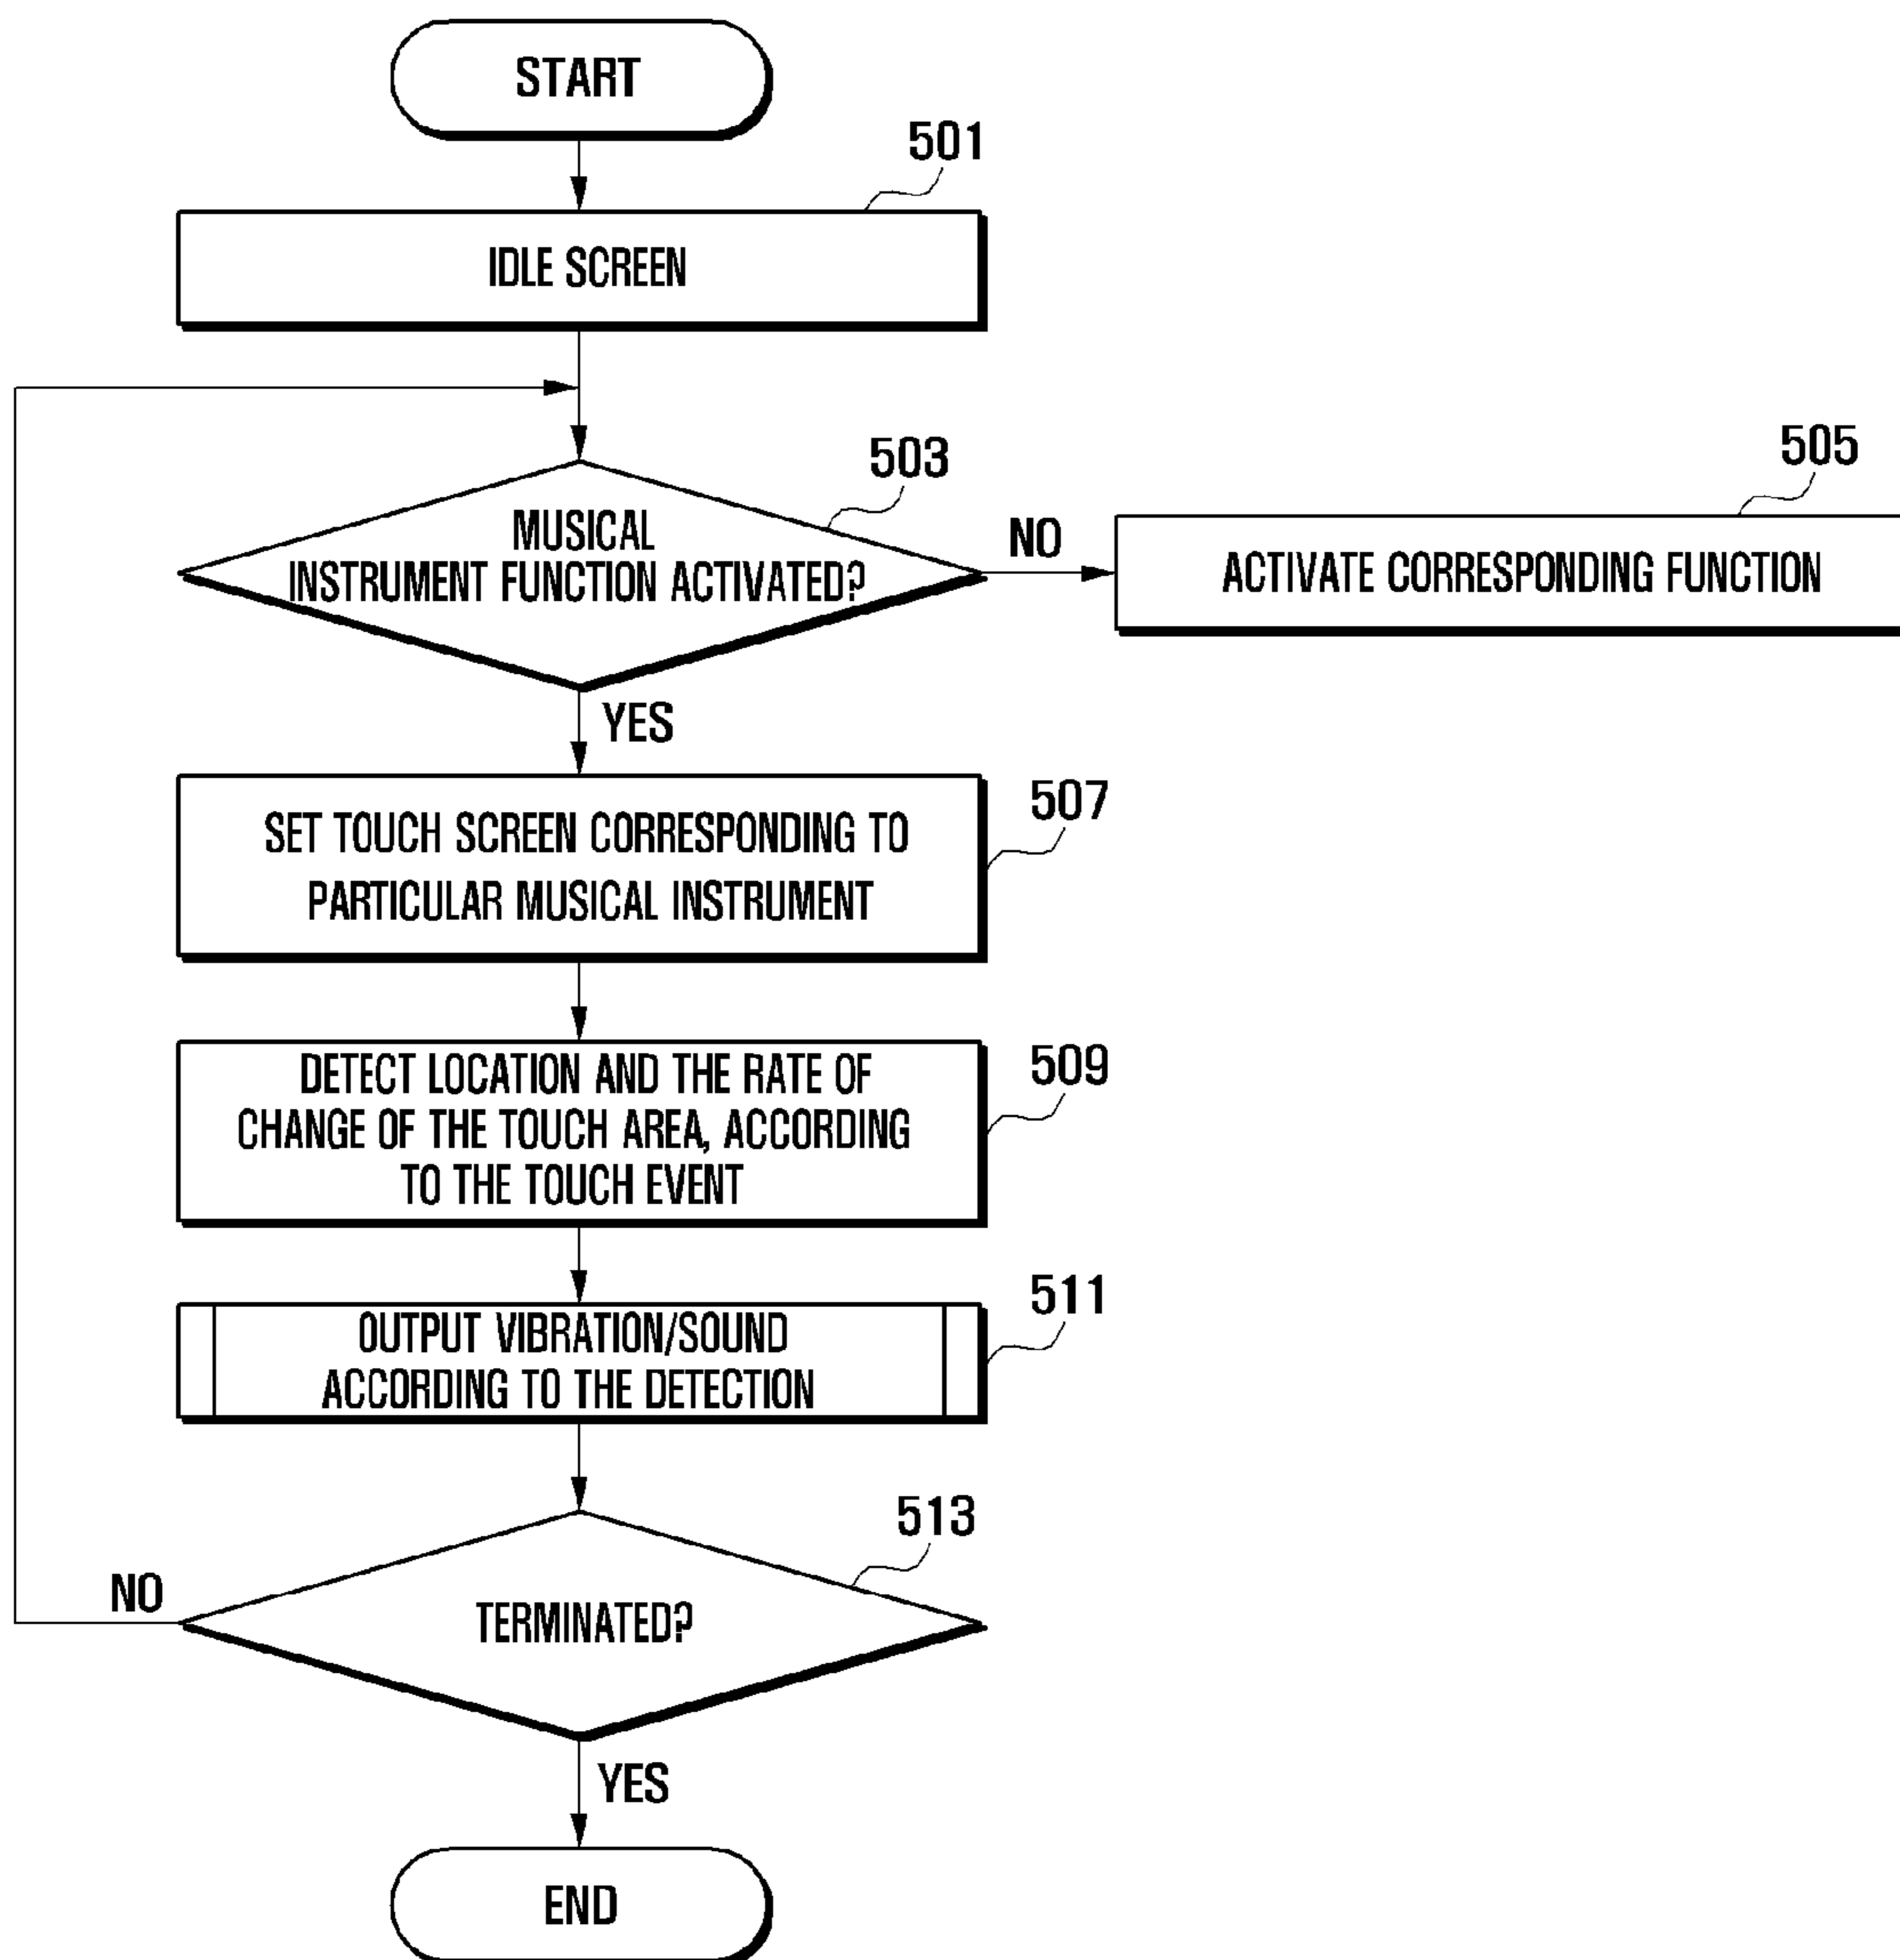 START
501
IDLE SCREEN
503
MUSICAL
INSTRUMENT FUNCTION ACTIVATED?
NO
505
ACTIVATE CORRESPONDING FUNCTION
YES
507
SET TOUCH SCREEN CORRESPONDING TO
PARTICULAR MUSICAL INSTRUMENT
509
DETECT LOCATION AND THE RATE OF
CHANGE OF THE TOUCH AREA, ACCORDING
TO THE TOUCH EVENT
511
OUTPUT VIBRATION/SOUND
ACCORDING TO THE DETECTION
513
NO
TERMINATED?
YES
END